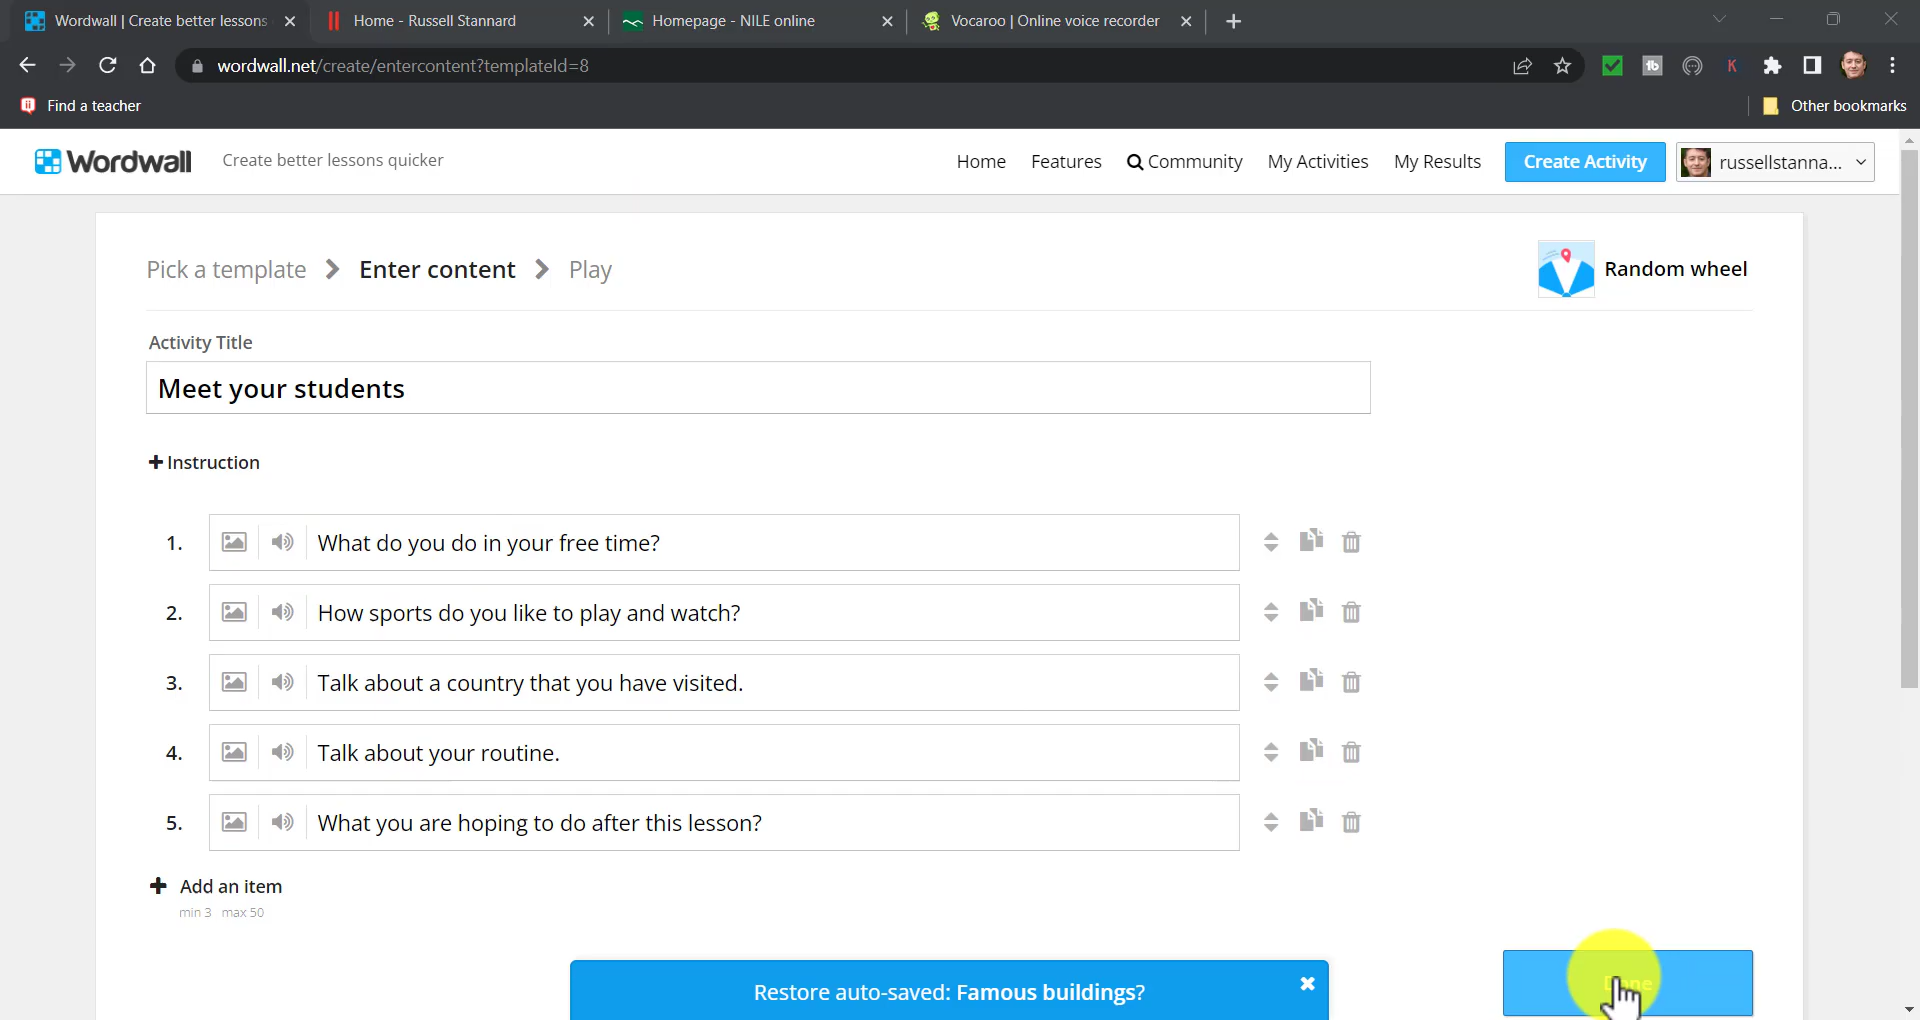 Wordwall | Create better lessons
Home - Russell Stannard
Homepage - NILE online
Vocaroo | Online voice recorder
wordwall.net/create/entercontent?templateId=8
Find a teacher
Other bookmarks
Wordwall
Create better lessons quicker
Home
Features
Community
My Activities
My Results
Create Activity
russellstanna...
Pick a template
Enter content
Play
Random wheel
Activity Title
Meet your students
Instruction
1. What do you do in your free time?
2. How sports do you like to play and watch?
3. Talk about a country that you have visited.
4. Talk about your routine.
5. What you are hoping to do after this lesson?
Add an item
min 3 max 50
Restore auto-saved: Famous buildings?
Done